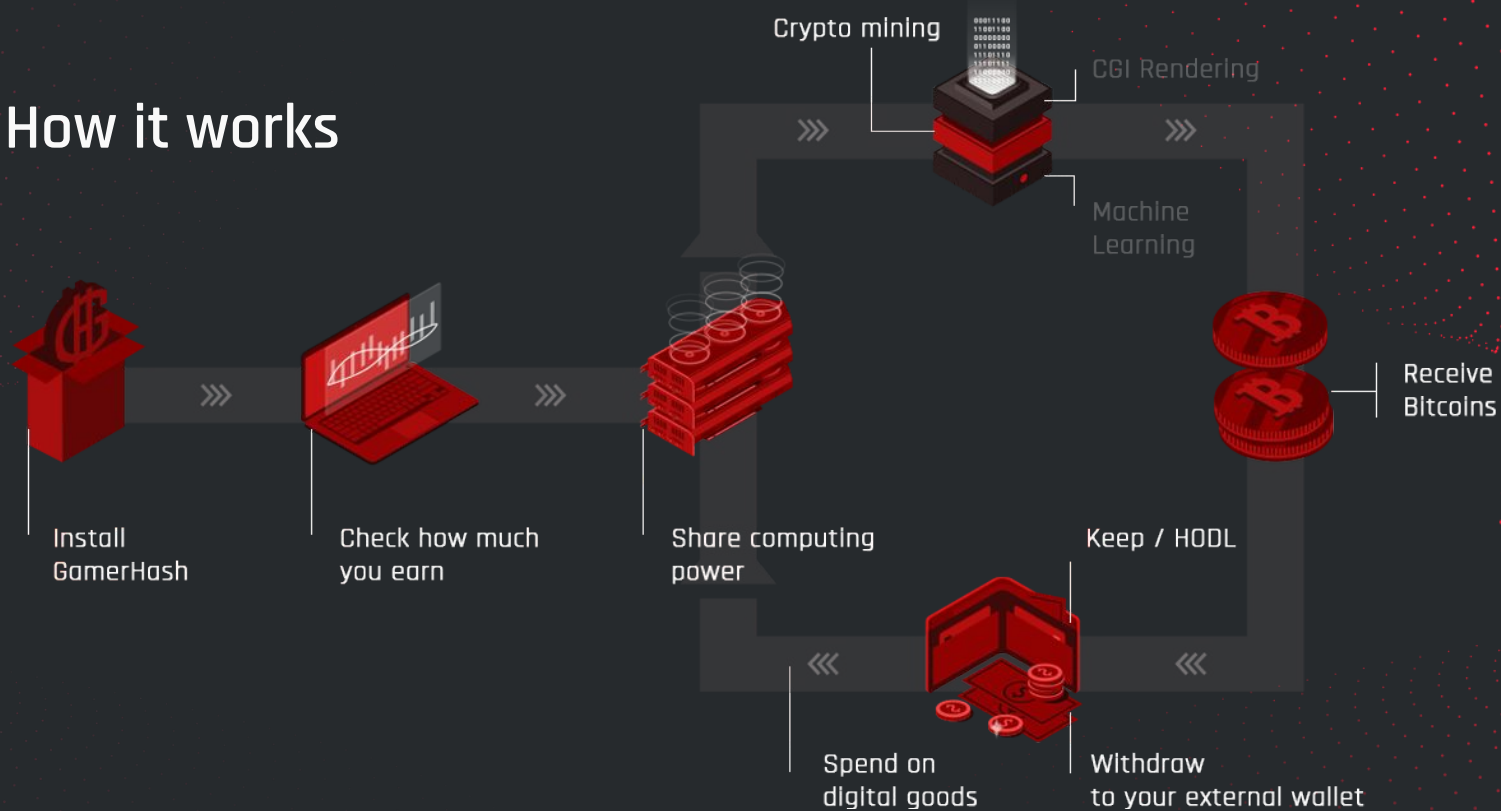 How it works
Crypto mining
CGI Rendering
Machine
Learning
Receive
Bitcoins
Install
GamerHash
Check how much
you earn
Share computing
power
Keep / HODL
Spend on
digital goods
Withdraw
to your external wallet